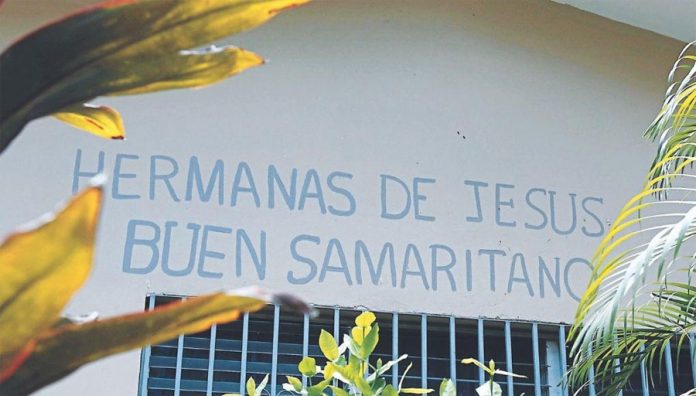 HERMANAS DE JESUS
BUEN SAMARITANO